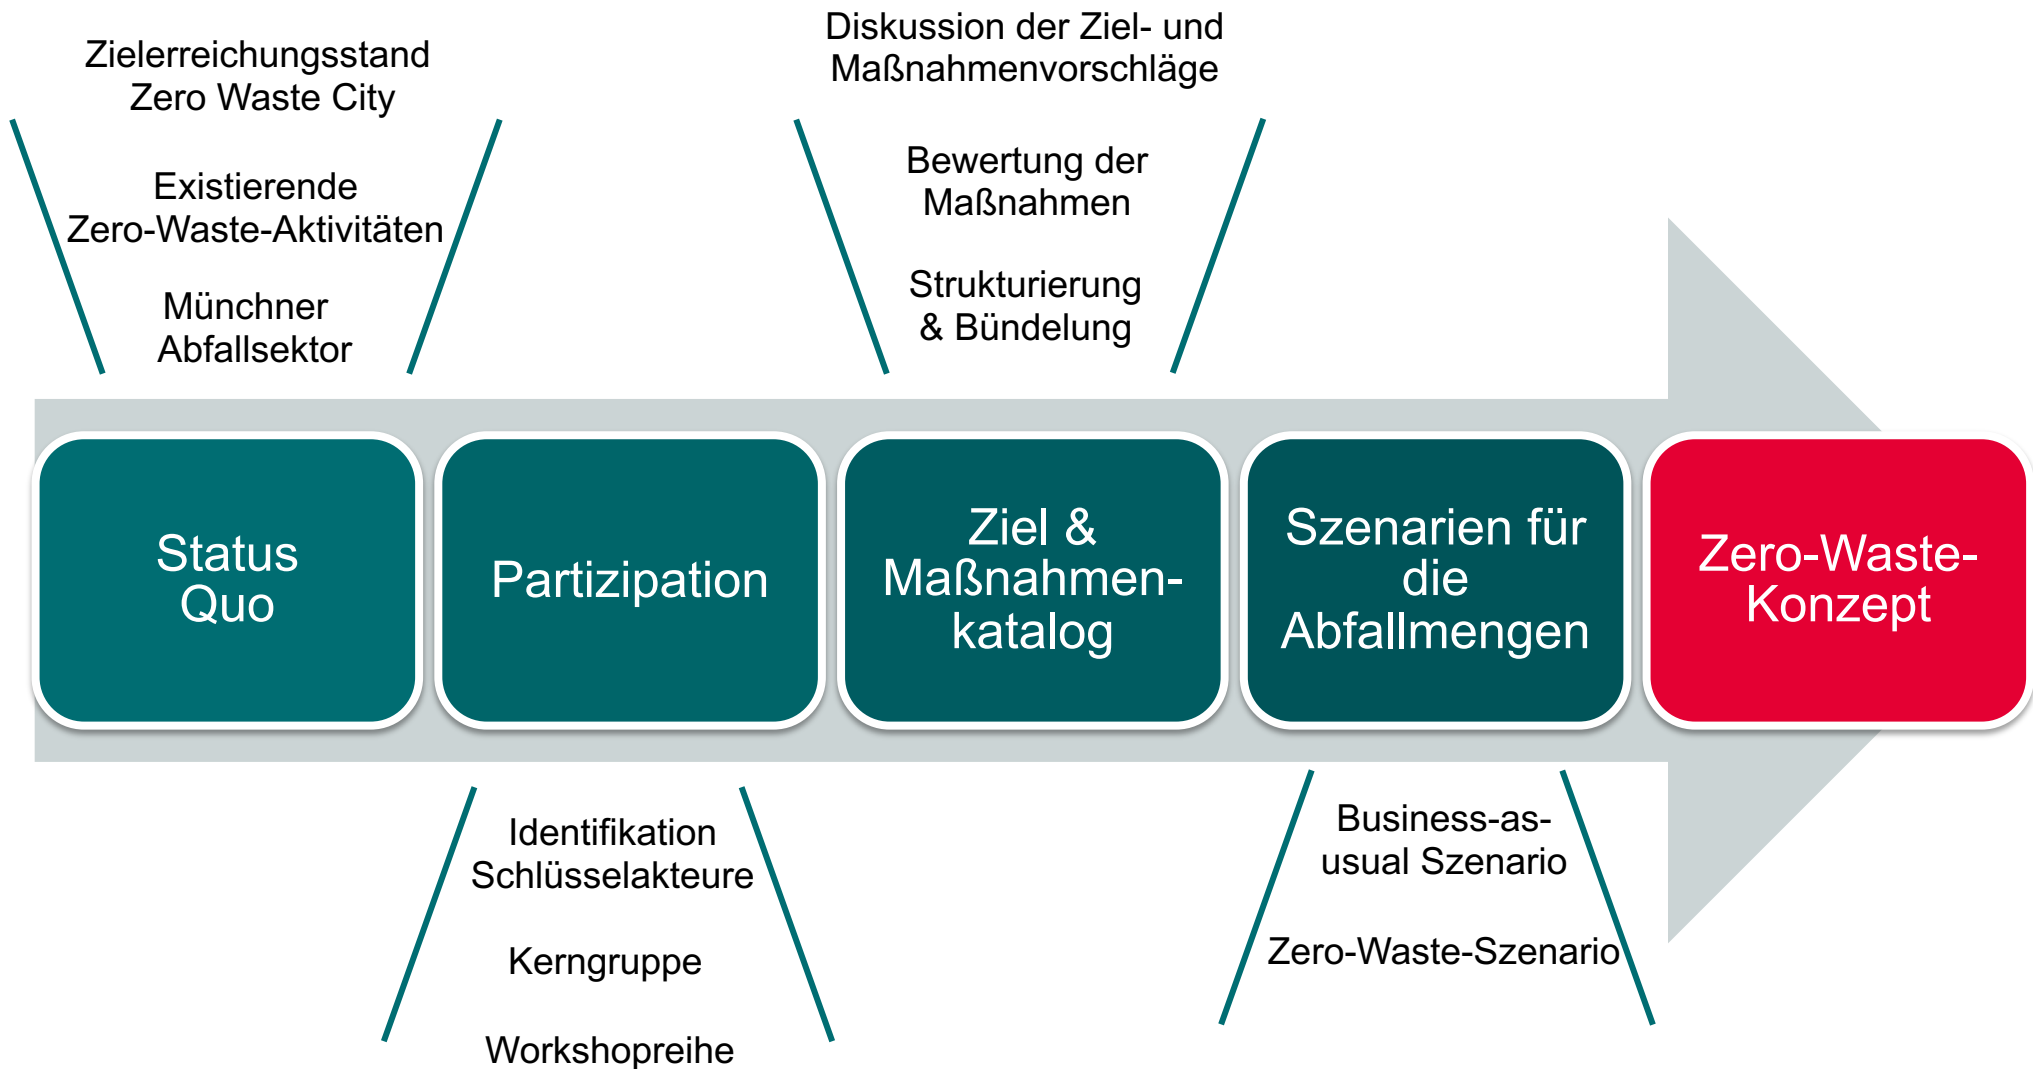 Zielerreichungsstand
Zero Waste City
Existierende
Zero-Waste-Aktivitäten
Münchner
Abfallsektor
Diskussion der Ziel- und
Maßnahmenvorschläge
Bewertung der
Maßnahmen
Strukturierung
& Bündelung
Status
Quo
Partizipation
Ziel &
Maßnahmen-
katalog
Szenarien für
die
Abfallmengen
Zero-Waste-
Konzept
Identifikation
Schlüsselakteure
Kerngruppe
Workshopreihe
Business-as-
usual Szenario
Zero-Waste-Szenario